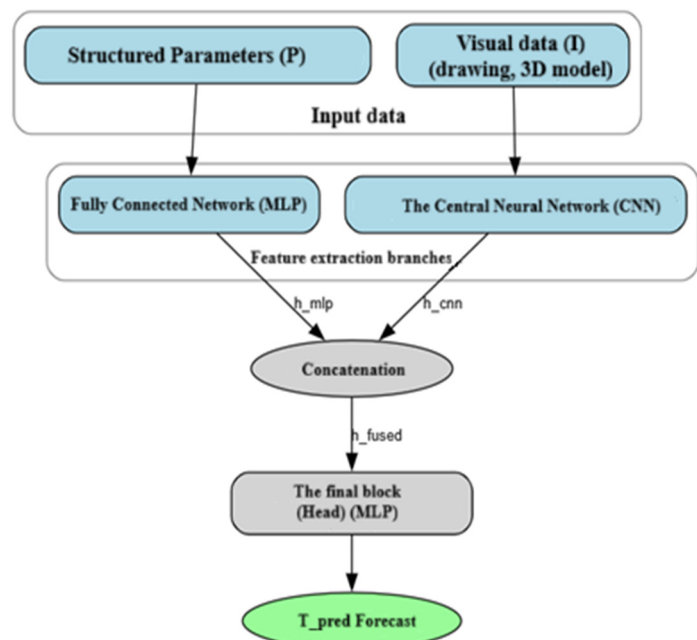 Structured Parameters (P)
Visual data (I)
(drawing, 3D model)
Input data
Fully Connected Network (MLP)
The Central Neural Network (CNN)
Feature extraction branches
h_mlp
h_cnn
Concatenation
h_fused
The final block
(Head) (MLP)
T_pred Forecast